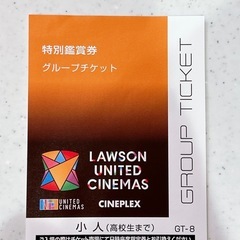 特別鑑賞券
グループチケット
GROUP TICKET
LAWSON
UNITED
CINEMAS
UNITED
CINEMAS
CINEPLEX
小人(高校生まで)
GT-8